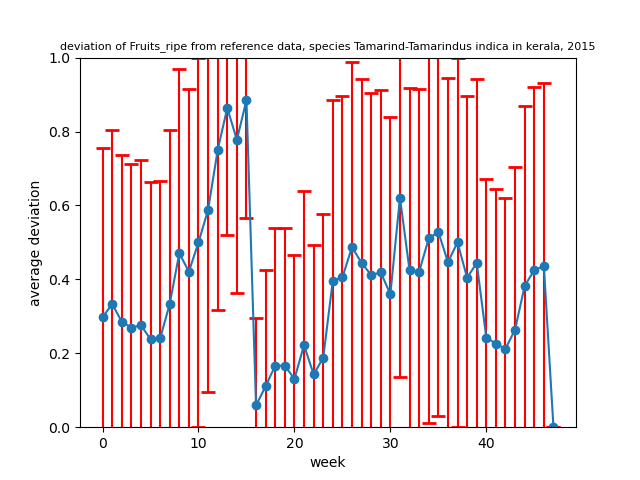 deviation of Fruits_ripe from reference data, species Tamarind-Tamarindus indica in kerala, 2015
1.0
0.8
0.6
0.4
0.2
0.0
average deviation
0 10 20 30 40
week